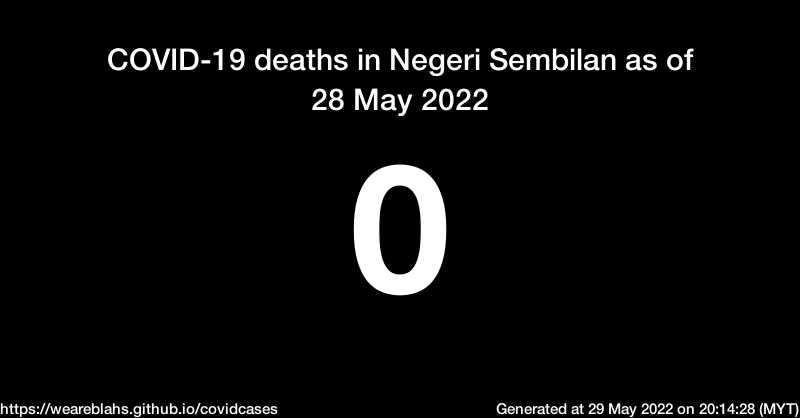 COVID-19 deaths in Negeri Sembilan as of
28 May 2022
0
https://weareblahs.github.io/covidcases
Generated at 29 May 2022 on 20:14:28 (MYT)